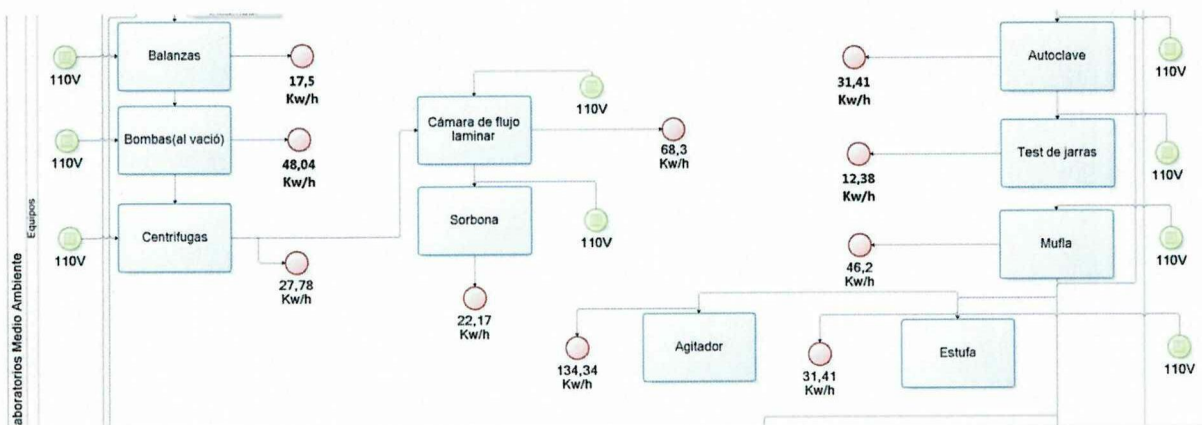 Laboratorios Medio Ambiente
Equipos
Balanzas
110V
17,5
Kw/h
Bombas(al vació)
110V
48,04
Kw/h
Centrifugas
110V
27,78
Kw/h
Cámara de flujo
laminar
110V
68,3
Kw/h
Sorbona
110V
22,17
Kw/h
Autoclave
110V
31,41
Kw/h
Test de jarras
110V
12,38
Kw/h
Mufla
110V
46,2
Kw/h
Agitador
134,34
Kw/h
Estufa
31,41
Kw/h
110V